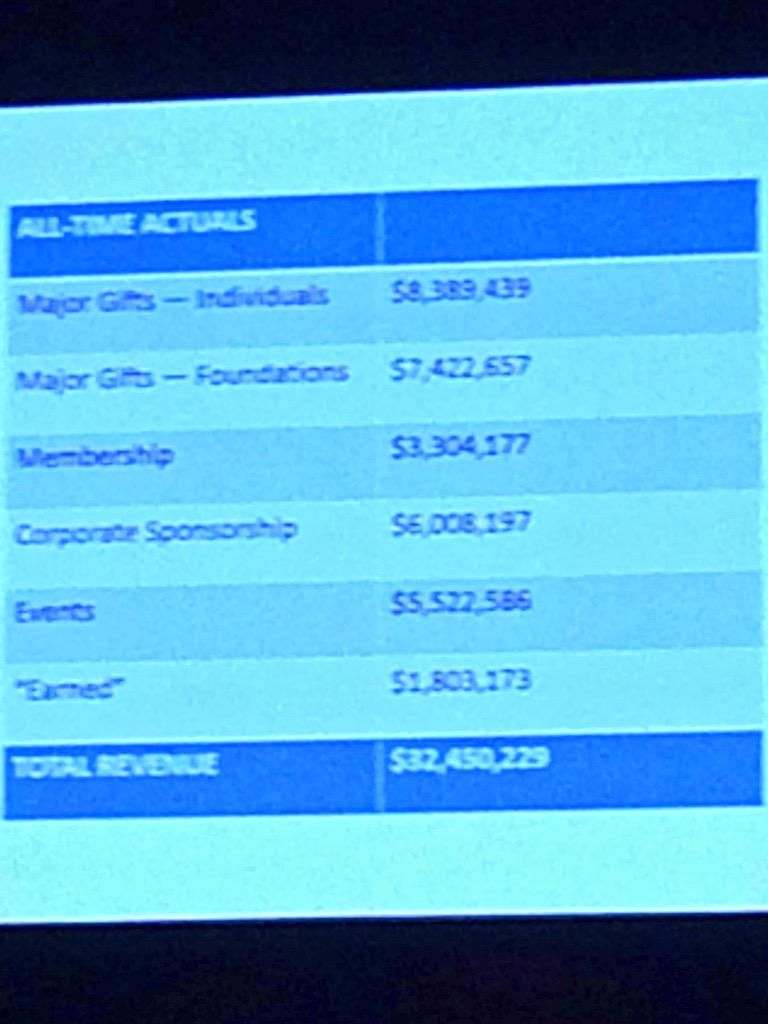 ALL-TIME ACTUALS
Major Gifts — Individuals $8,389,439
Major Gifts — Foundations $7,422,657
Membership $3,304,177
Corporate Sponsorship $6,008,197
Events $5,522,586
"Earned" $1,803,173
TOTAL REVENUE $32,450,229